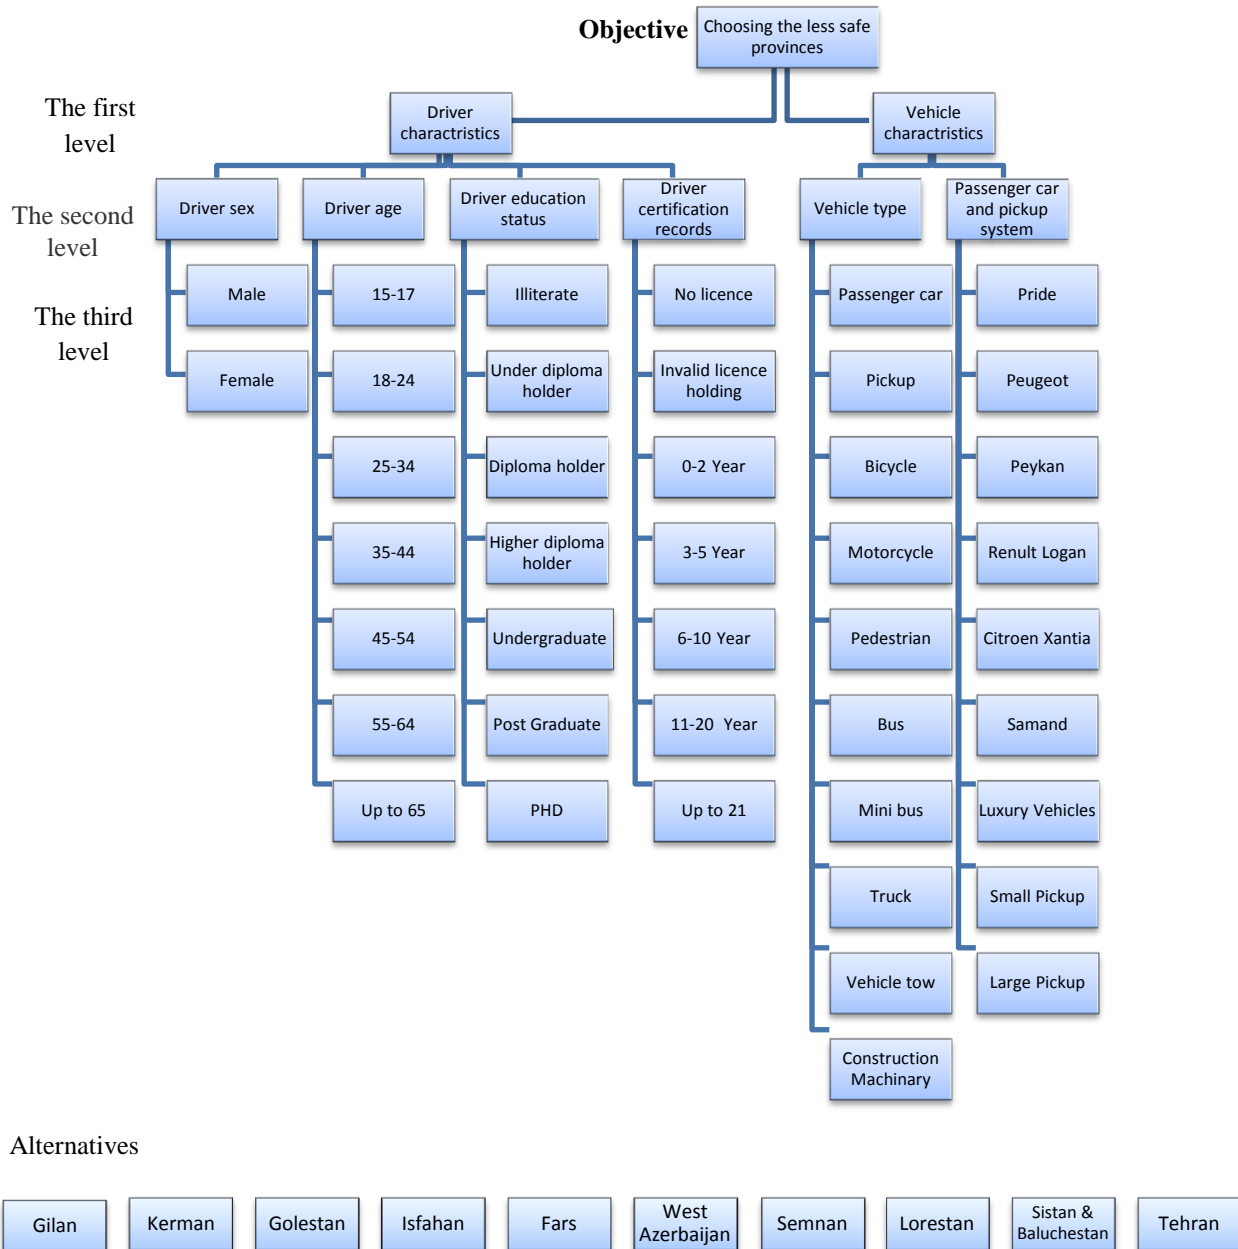 Objective
Choosing the less safe
provinces
The first
level
Driver
charactristics
Vehicle
characteristics
The second
level
Driver sex
Driver age
Driver education
status
Driver
certification
records
Vehicle type
Passenger car
and pickup
system
The third
level
Male
Female
15-17
18-24
25-34
35-44
45-54
55-64
Up to 65
Illiterate
Under diploma
holder
Diploma holder
Higher diploma
holder
Undergraduate
Post Graduate
PHD
No licence
Invalid licence
holding
0-2 Year
3-5 Year
6-10 Year
11-20 Year
Up to 21
Passenger car
Pickup
Bicycle
Motorcycle
Pedestrian
Bus
Mini bus
Truck
Vehicle tow
Construction
Machinary
Pride
Peugeot
Peykan
Renult Logan
Citroen Xantia
Samand
Luxury Vehicles
Small Pickup
Large Pickup
Alternatives
Gilan
Kerman
Golestan
Isfahan
Fars
West
Azerbaijan
Semnan
Lorestan
Sistan &
Baluchestan
Tehran